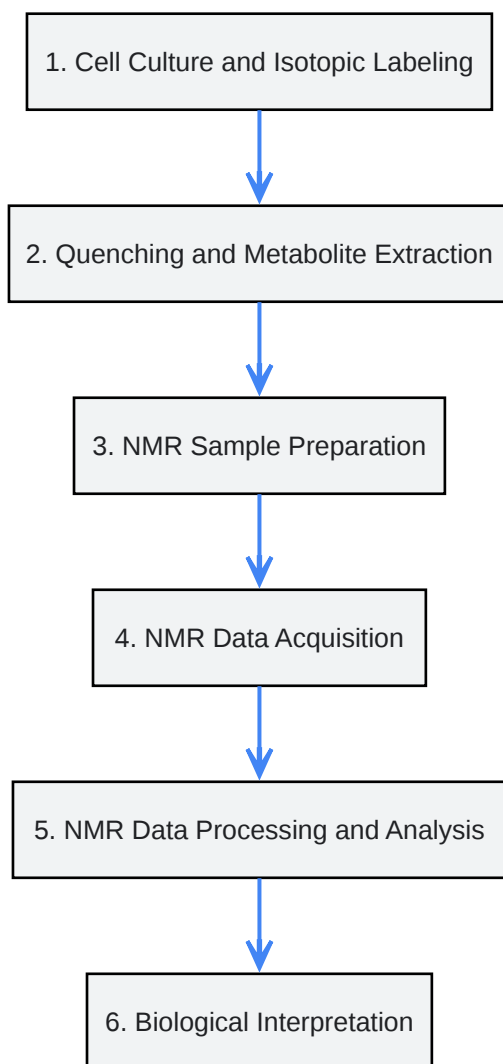 1. Cell Culture and Isotopic Labeling
2. Quenching and Metabolite Extraction
3. NMR Sample Preparation
4. NMR Data Acquisition
5. NMR Data Processing and Analysis
6. Biological Interpretation